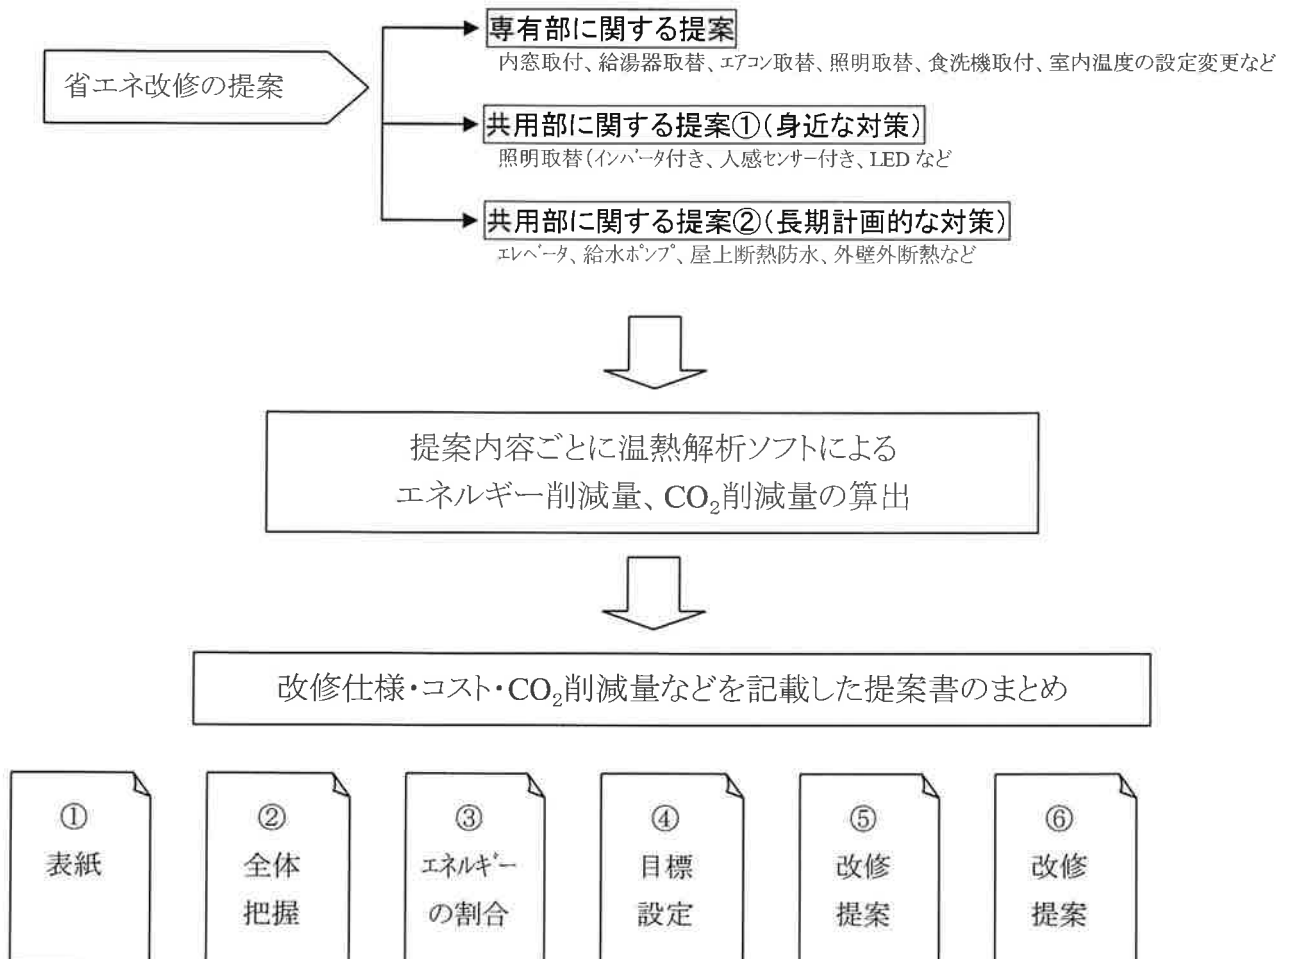 専有部に関する提案
内窓取付、給湯器取替、エアコン取替、照明取替、食洗機取付、室内温度の設定変更など
省エネ改修の提案
共用部に関する提案①(身近な対策)
照明取替(インバータ付き、人感センサー付き、LED など
共用部に関する提案②(長期計画的な対策)
エレベータ、給水ポンプ、屋上断熱防水、外壁外断熱など
提案内容ごとに温熱解析ソフトによる
エネルギー削減量、CO₂削減量の算出
改修仕様・コスト・CO₂削減量などを記載した提案書のまとめ
①
表紙
②
全体
把握
③
エネルギー
の割合
④
目標
設定
⑤
改修
提案
⑥
改修
提案